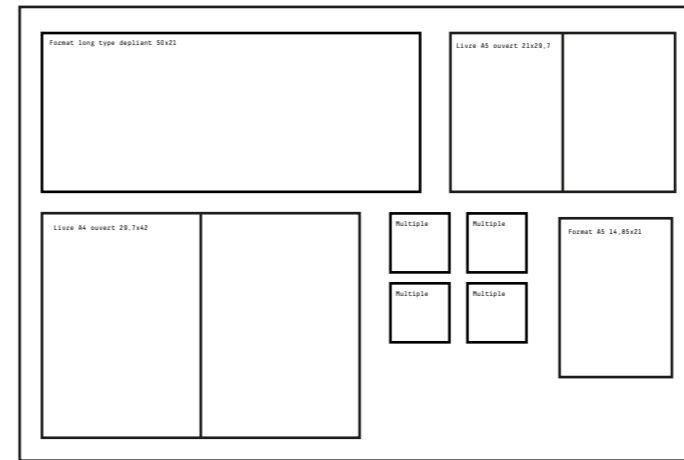 Format long type depliant 50x21
Livre A5 ouvert 21x29,7
Livre A4 ouvert 29,7x42
Multiple
Multiple
Format A5 14,85x21
Multiple
Multiple